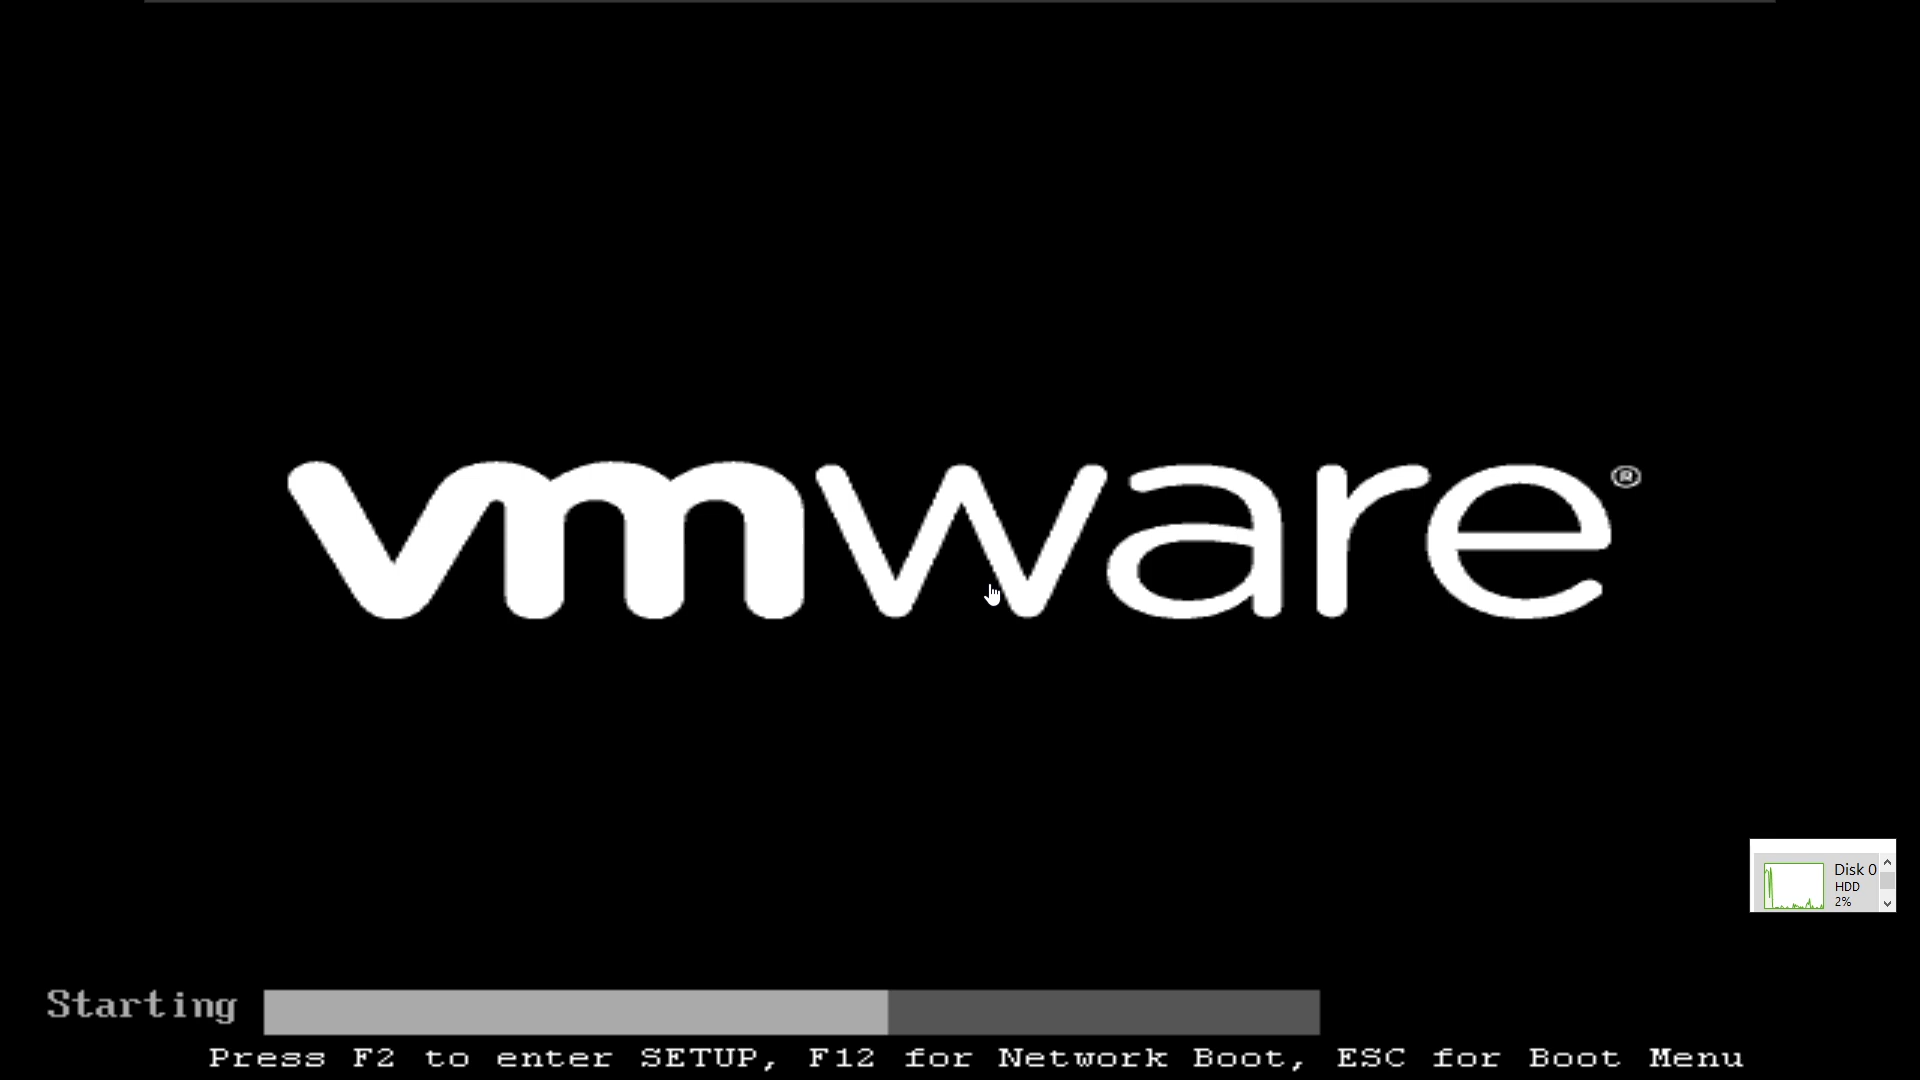 vmware®
Disk 0
HDD
2%
Starting
Press F2 to enter SETUP, F12 for Network Boot, ESC for Boot Menu